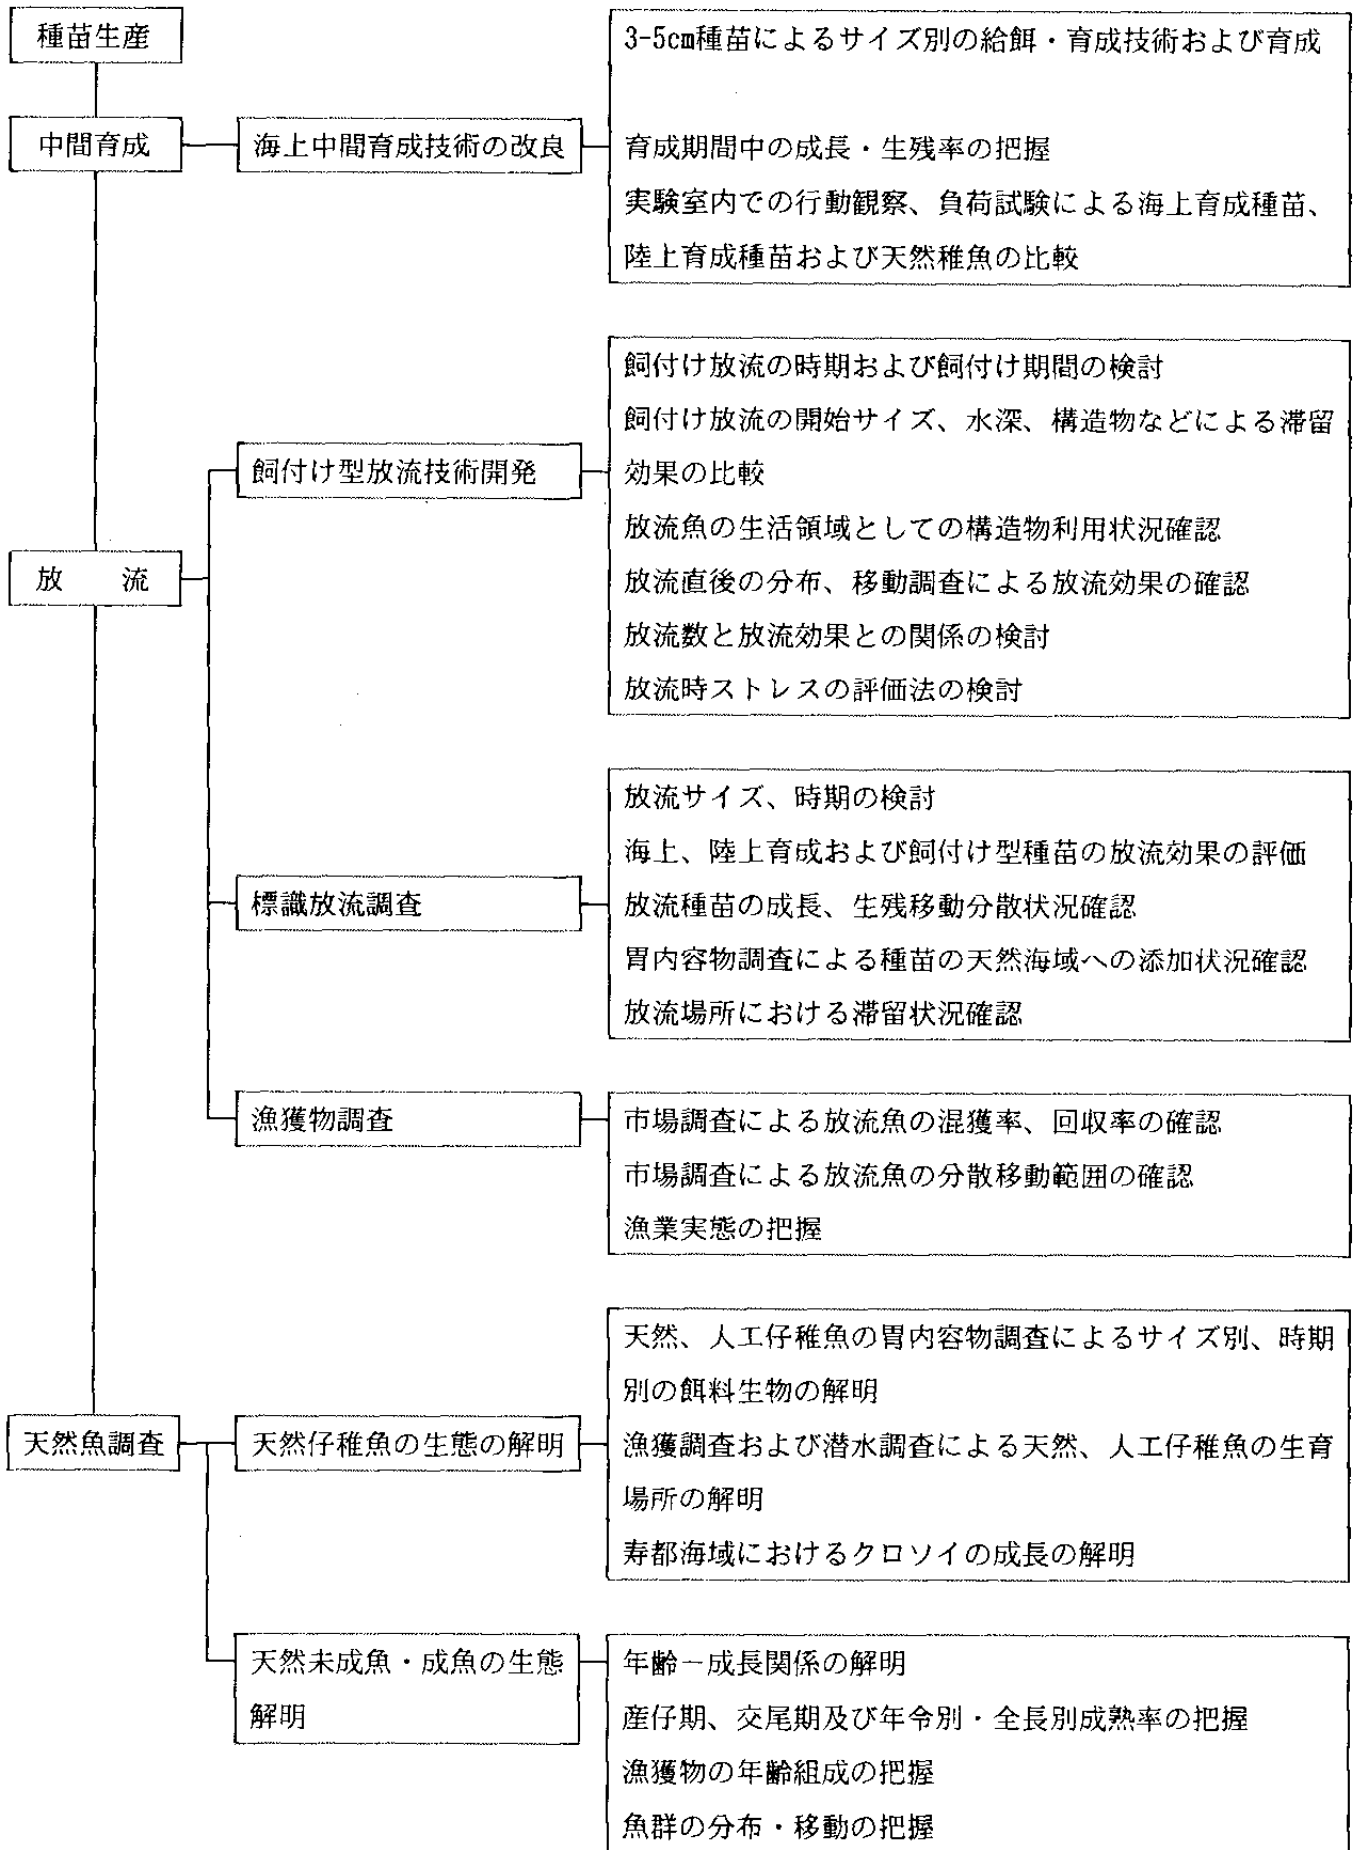 種苗生産
3-5cm種苗によるサイズ別の給餌・育成技術および育成
中間育成
海上中間育成技術の改良
育成期間中の成長・生残率の把握
実験室内での行動観察、負荷試験による海上育成種苗、
陸上育成種苗および天然稚魚の比較
放　　流
飼付け型放流技術開発
飼付け放流の時期および飼付け期間の検討
飼付け放流の開始サイズ、水深、構造物などによる滞留
効果の比較
放流魚の生活領域としての構造物利用状況確認
放流直後の分布、移動調査による放流効果の確認
放流数と放流効果との関係の検討
放流時ストレスの評価法の検討
標識放流調査
放流サイズ、時期の検討
海上、陸上育成および飼付け型種苗の放流効果の評価
放流種苗の成長、生残移動分散状況確認
胃内容物調査による種苗の天然海域への添加状況確認
放流場所における滞留状況確認
漁獲物調査
市場調査による放流魚の混獲率、回収率の確認
市場調査による放流魚の分散移動範囲の確認
漁業実態の把握
天然魚調査
天然仔稚魚の生態の解明
天然、人工仔稚魚の胃内容物調査によるサイズ別、時期
別の餌料生物の解明
漁獲調査および潜水調査による天然、人工仔稚魚の生育
場所の解明
寿都海域におけるクロソイの成長の解明
天然未成魚・成魚の生態
解明
年齢－成長関係の解明
産仔期、交尾期及び年令別・全長別成熟率の把握
漁獲物の年齢組成の把握
魚群の分布・移動の把握